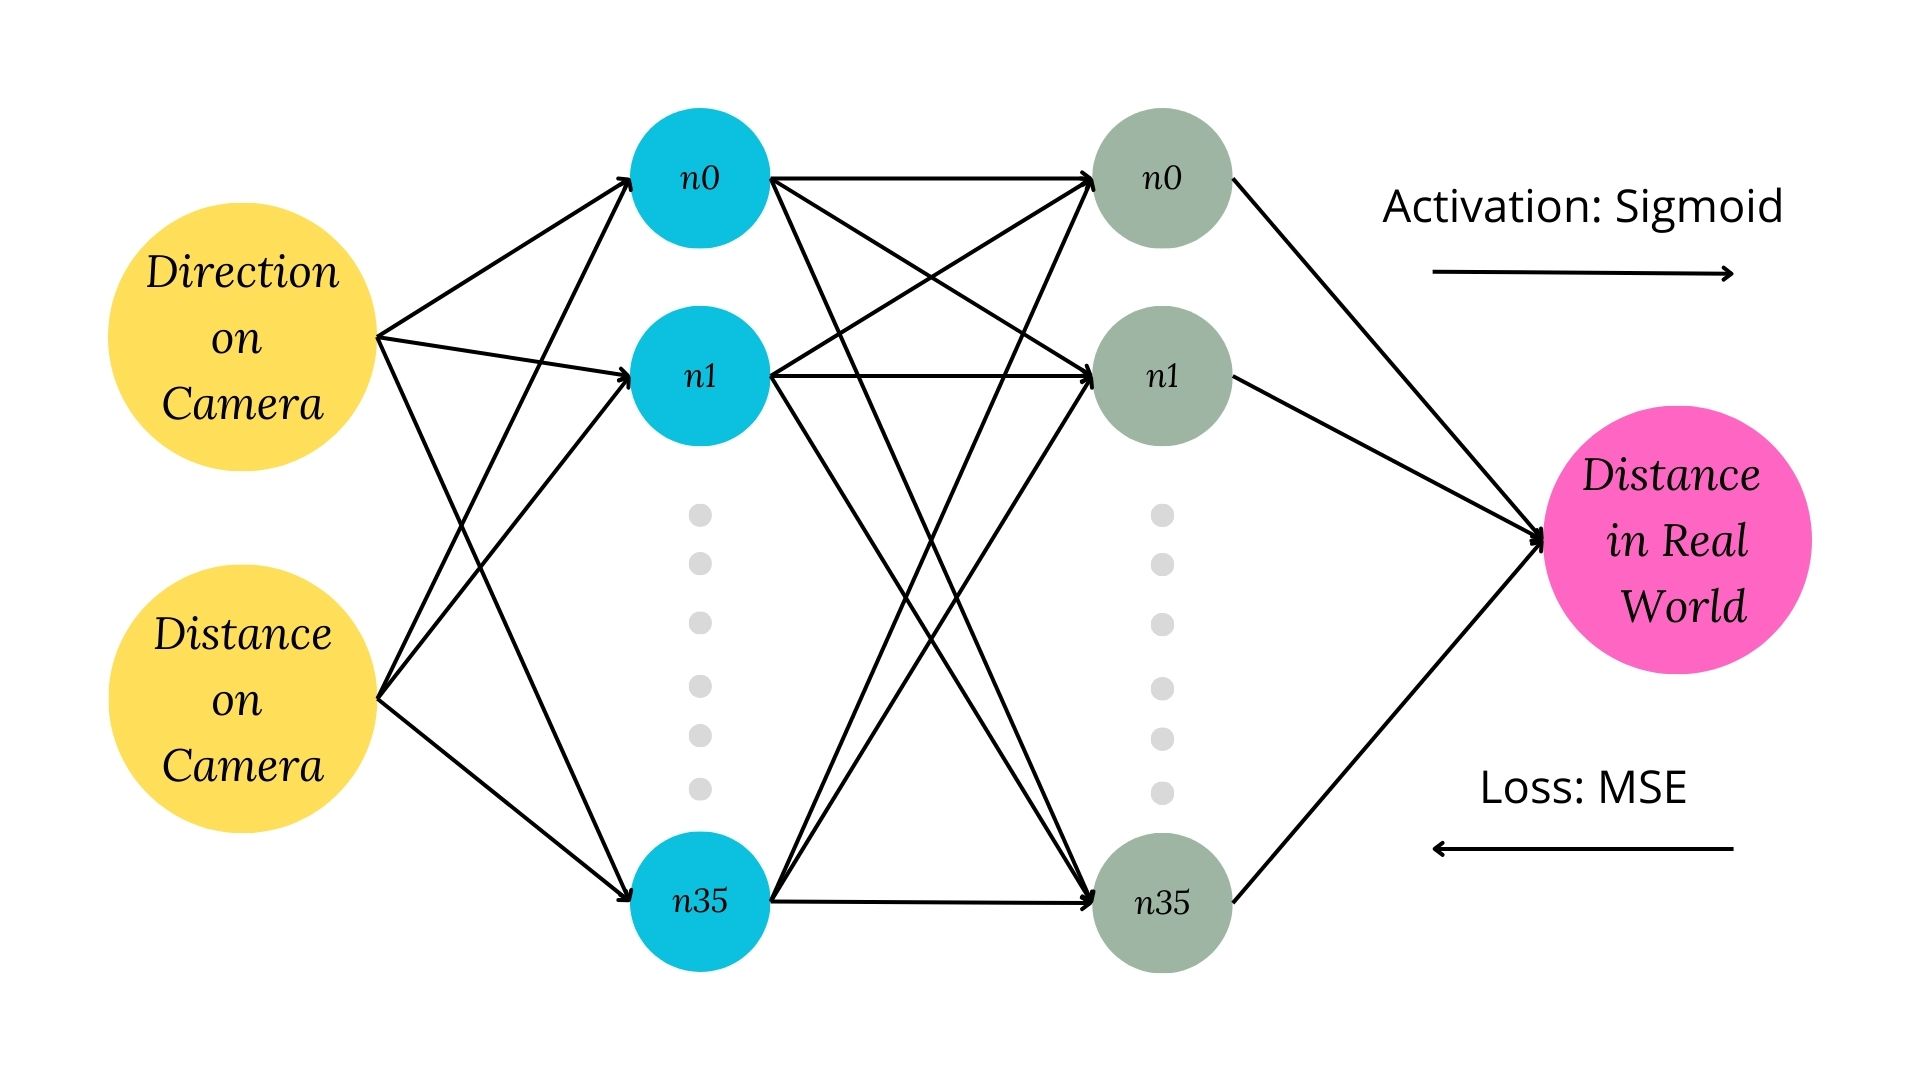 Direction
on
Camera
Distance
on
Camera
n0
n1
n35
n0
n1
n35
Distance
in Real
World
Activation: Sigmoid
Loss: MSE